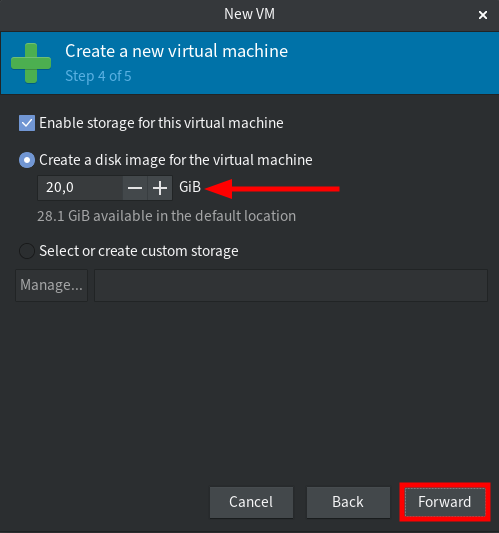 New VM
Create a new virtual machine
Step 4 of 5
Enable storage for this virtual machine
Create a disk image for the virtual machine
20,0 GiB
28.1 GiB available in the default location
Select or create custom storage
Manage...
Cancel Back Forward